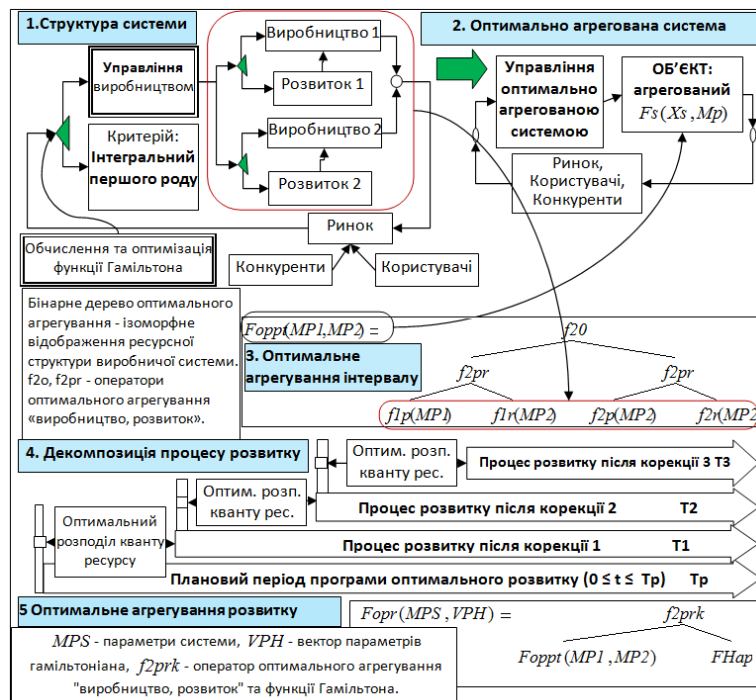 1.Структура системи
Управління
виробництвом
Критерій:
Інтегральний
першого роду
Виробництво 1
Розвиток 1
Виробництво 2
Розвиток 2
Ринок
Конкуренти
Користувачі
Обчислення та оптимізація
функції Гамільтона
2. Оптимально агрегована система
Управління
оптимально
агрегованою
системою
ОБ’ЄКТ:
агрегований
Fs(Xs,Mp)
Ринок,
Користувачі,
Конкуренти
Бінарне дерево оптимального
агрегування - ізоморфне
відображення ресурсної
структури виробничої системи.
f2o, f2pr - оператори
оптимального агрегування
«виробництво, розвиток».
Foppt(MP1,MP2) =
3. Оптимальне
агрегування інтервалу
f20
f2pr
f2pr
f1p(MP1)
f1r(MP2)
f2p(MP2)
f2r(MP2
4. Декомпозиція процесу розвитку
Оптим. розп.
кванту рес.
Процес розвитку після корекції 3 Т3
Оптим. розп.
кванту рес.
Процес розвитку після корекції 2 Т2
Оптимальний
розподіл кванту
ресурсу
Процес розвитку після корекції 1 Т1
Плановий період програми оптимального розвитку (0 ≤ t ≤ Tp) Tp
5 Оптимальне агрегування розвитку
MPS - параметри системи, VPH - вектор параметрів
гамільтоніана, f2prk - оператор оптимального агрегування
"виробництво, розвиток" та функції Гамільтона.
Fopr(MPS,VPH) =
f2prk
Foppt(MP1,MP2)
FHap